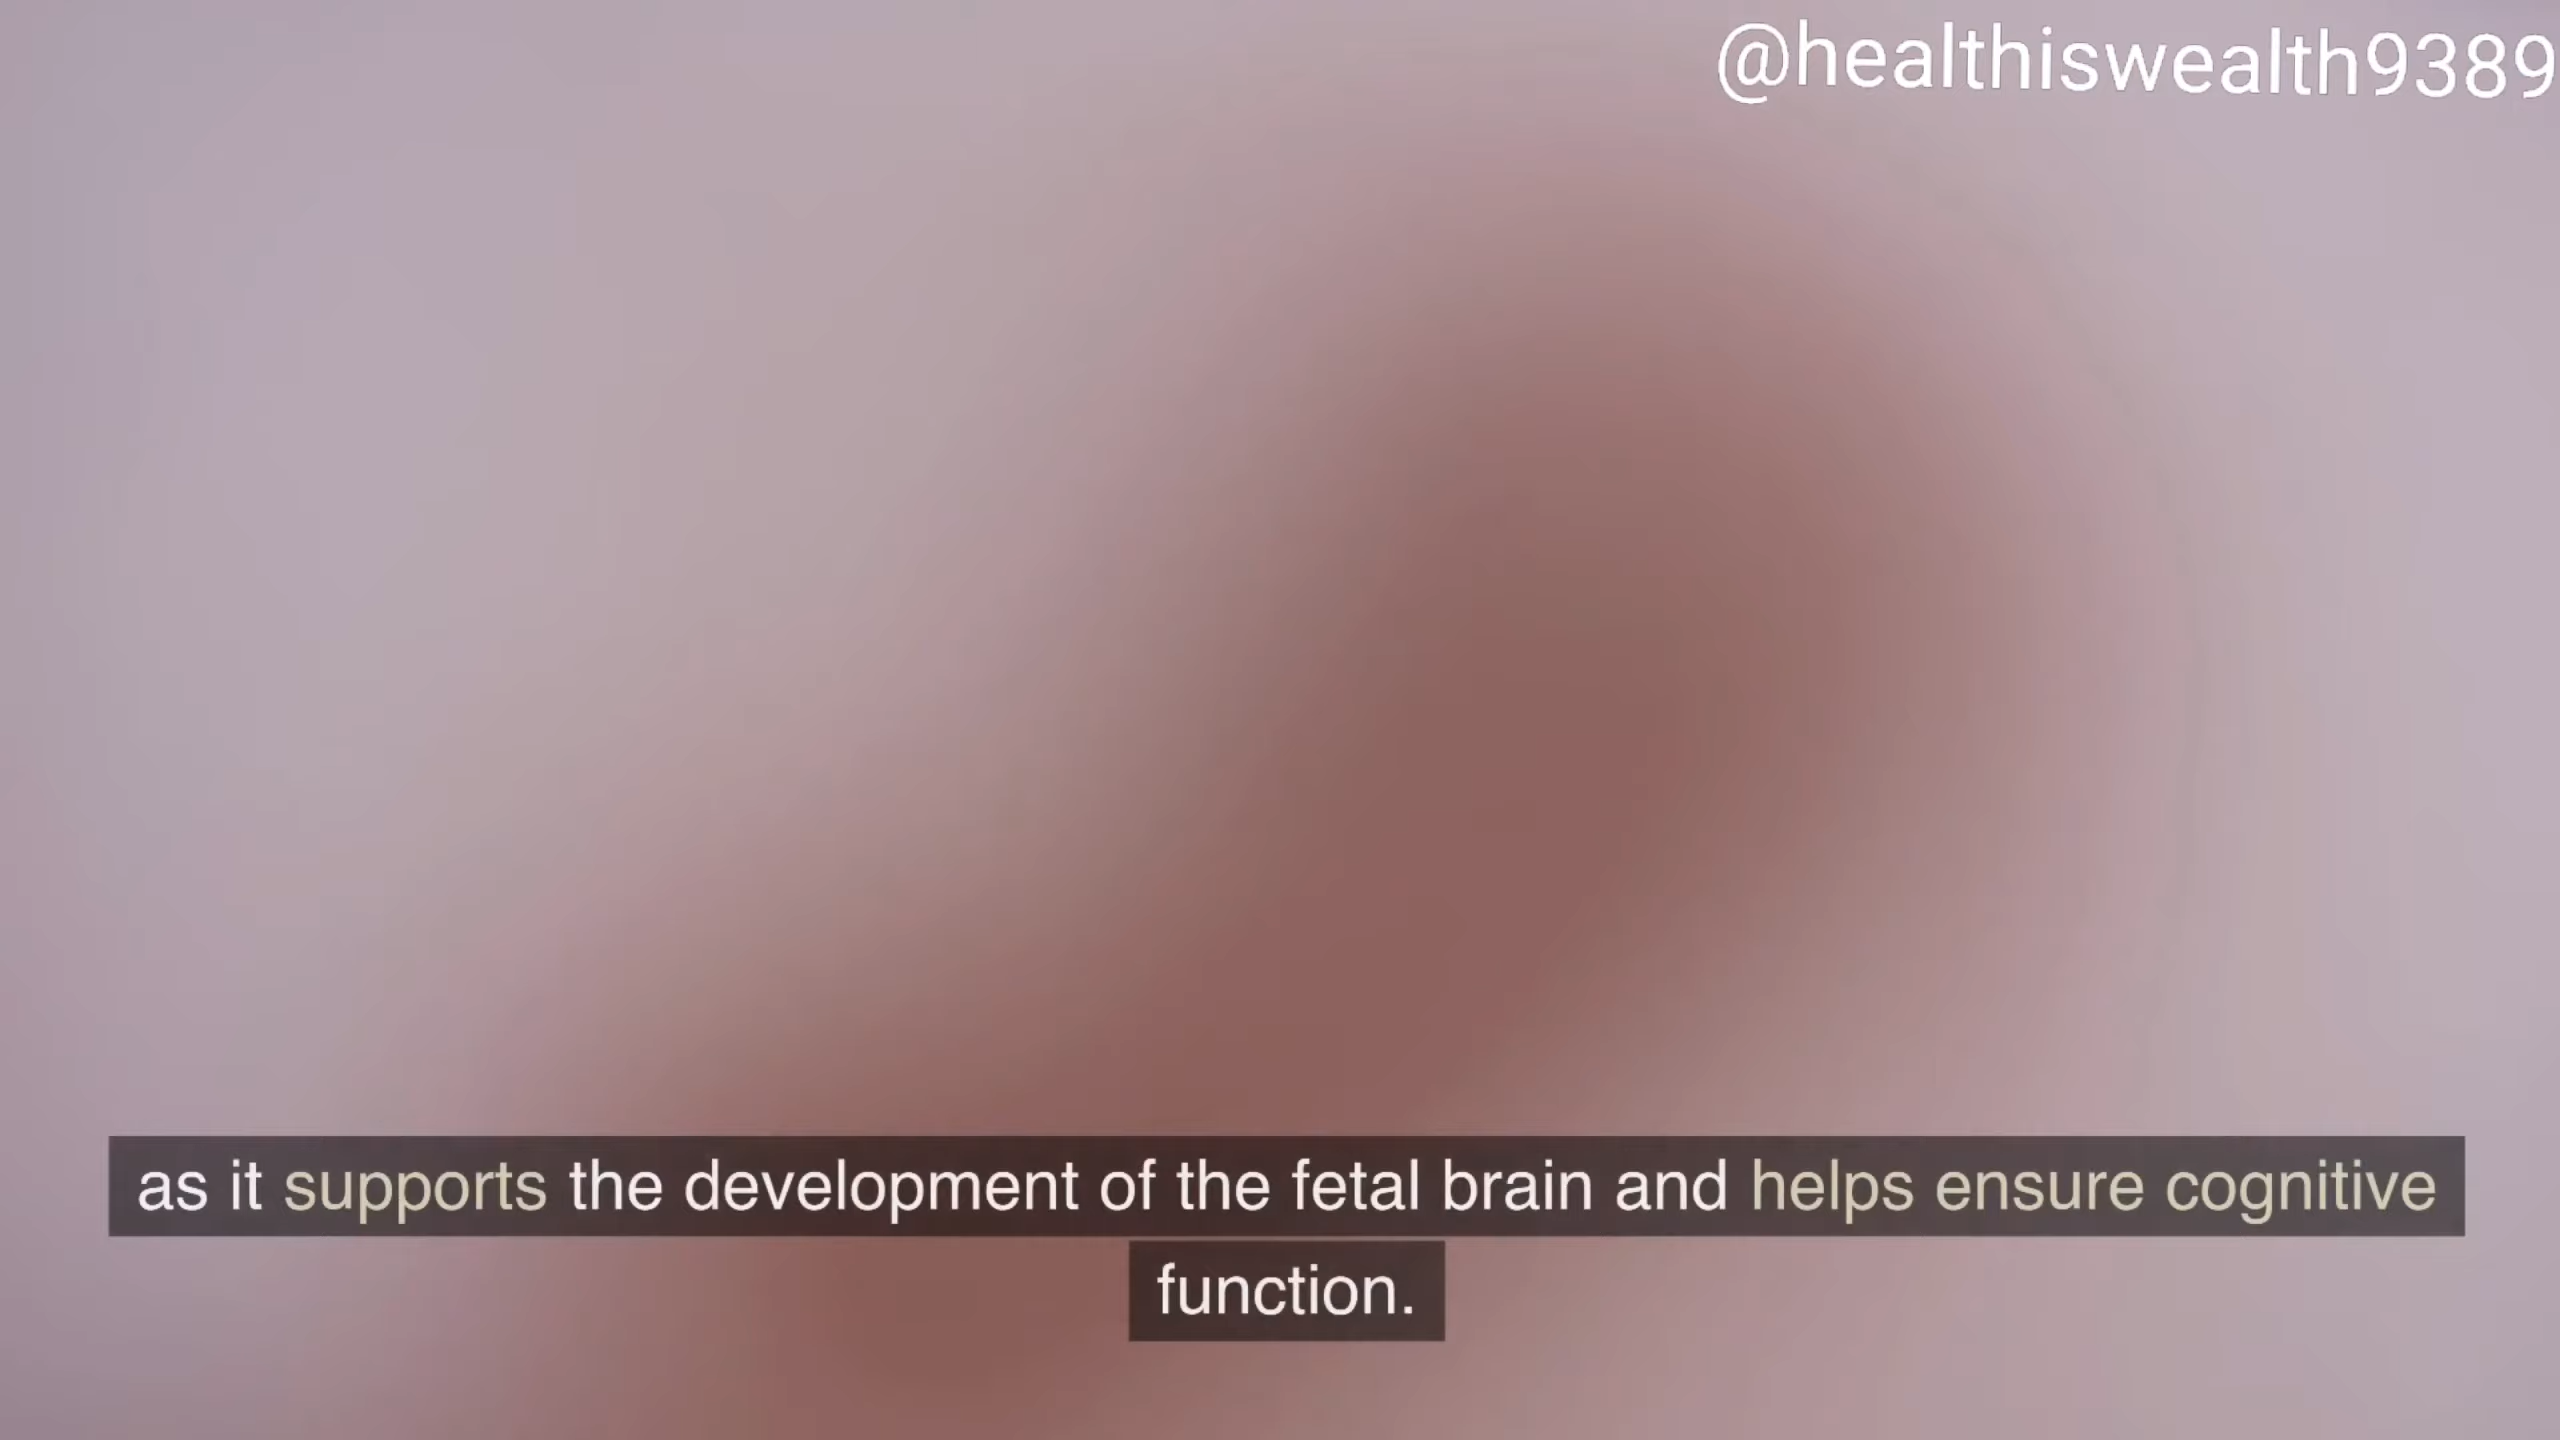 @healthiswealth9389
as it supports the development of the fetal brain and helps ensure cognitive
function.